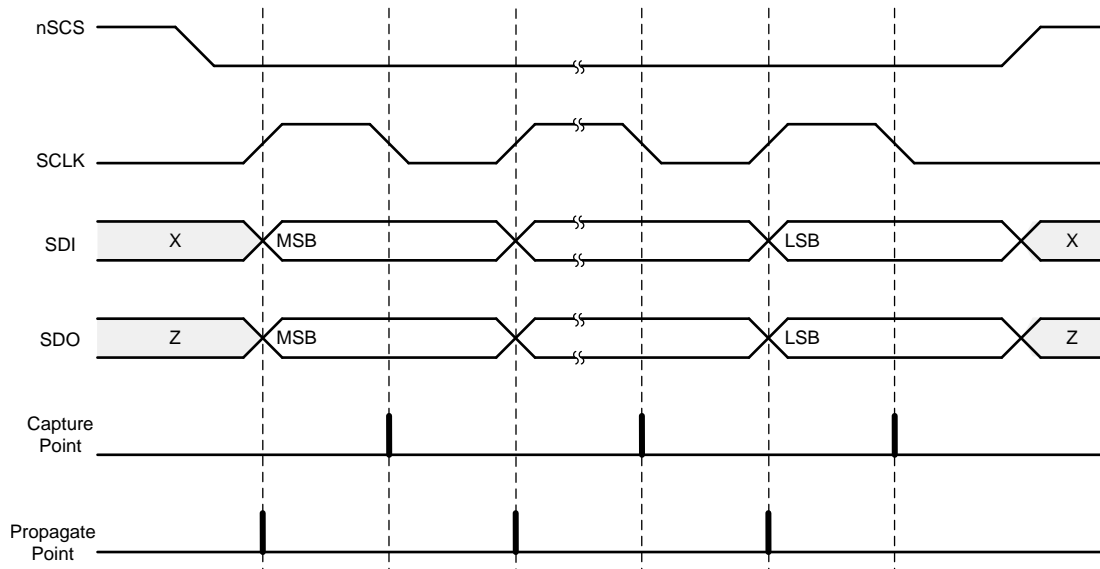 nSCS
SCLK
SDI
X
MSB
LSB
X
SDO
Z
MSB
LSB
Z
Capture
Point
Propagate
Point